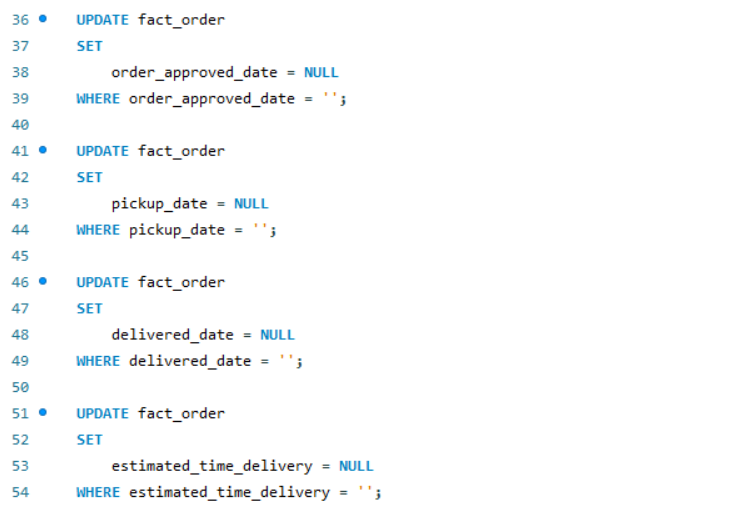 36 UPDATE fact_order
37 SET
38 order_approved_date = NULL
39 WHERE order_approved_date = '';
40
41 UPDATE fact_order
42 SET
43 pickup_date = NULL
44 WHERE pickup_date = '';
45
46 UPDATE fact_order
47 SET
48 delivered_date = NULL
49 WHERE delivered_date = '';
50
51 UPDATE fact_order
52 SET
53 estimated_time_delivery = NULL
54 WHERE estimated_time_delivery = '';